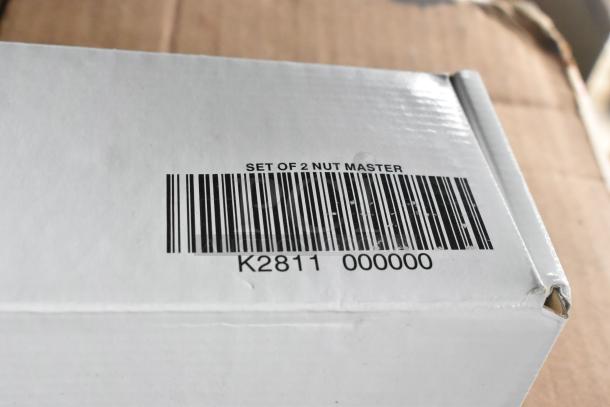 SET OF 2 NUT MASTER
K2811 000000